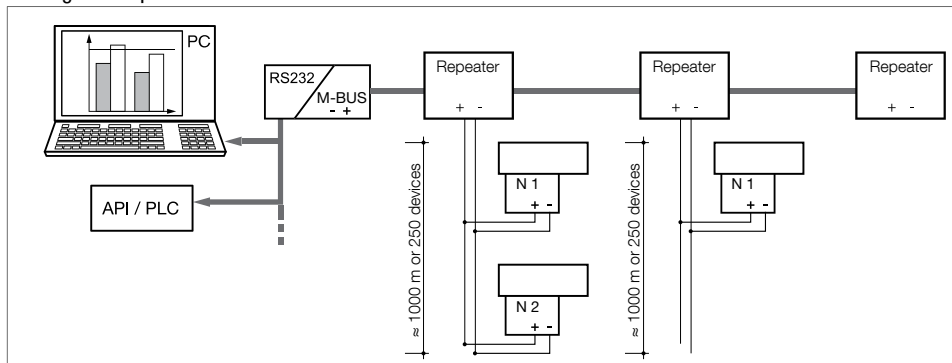 PC
RS232
M-BUS
- +
Repeater
+ -
Repeater
+ -
Repeater
+ -
API / PLC
≈ 1000 m or 250 devices
N 1
+ -
N 2
+ -
≈ 1000 m or 250 devices
N 1
+ -